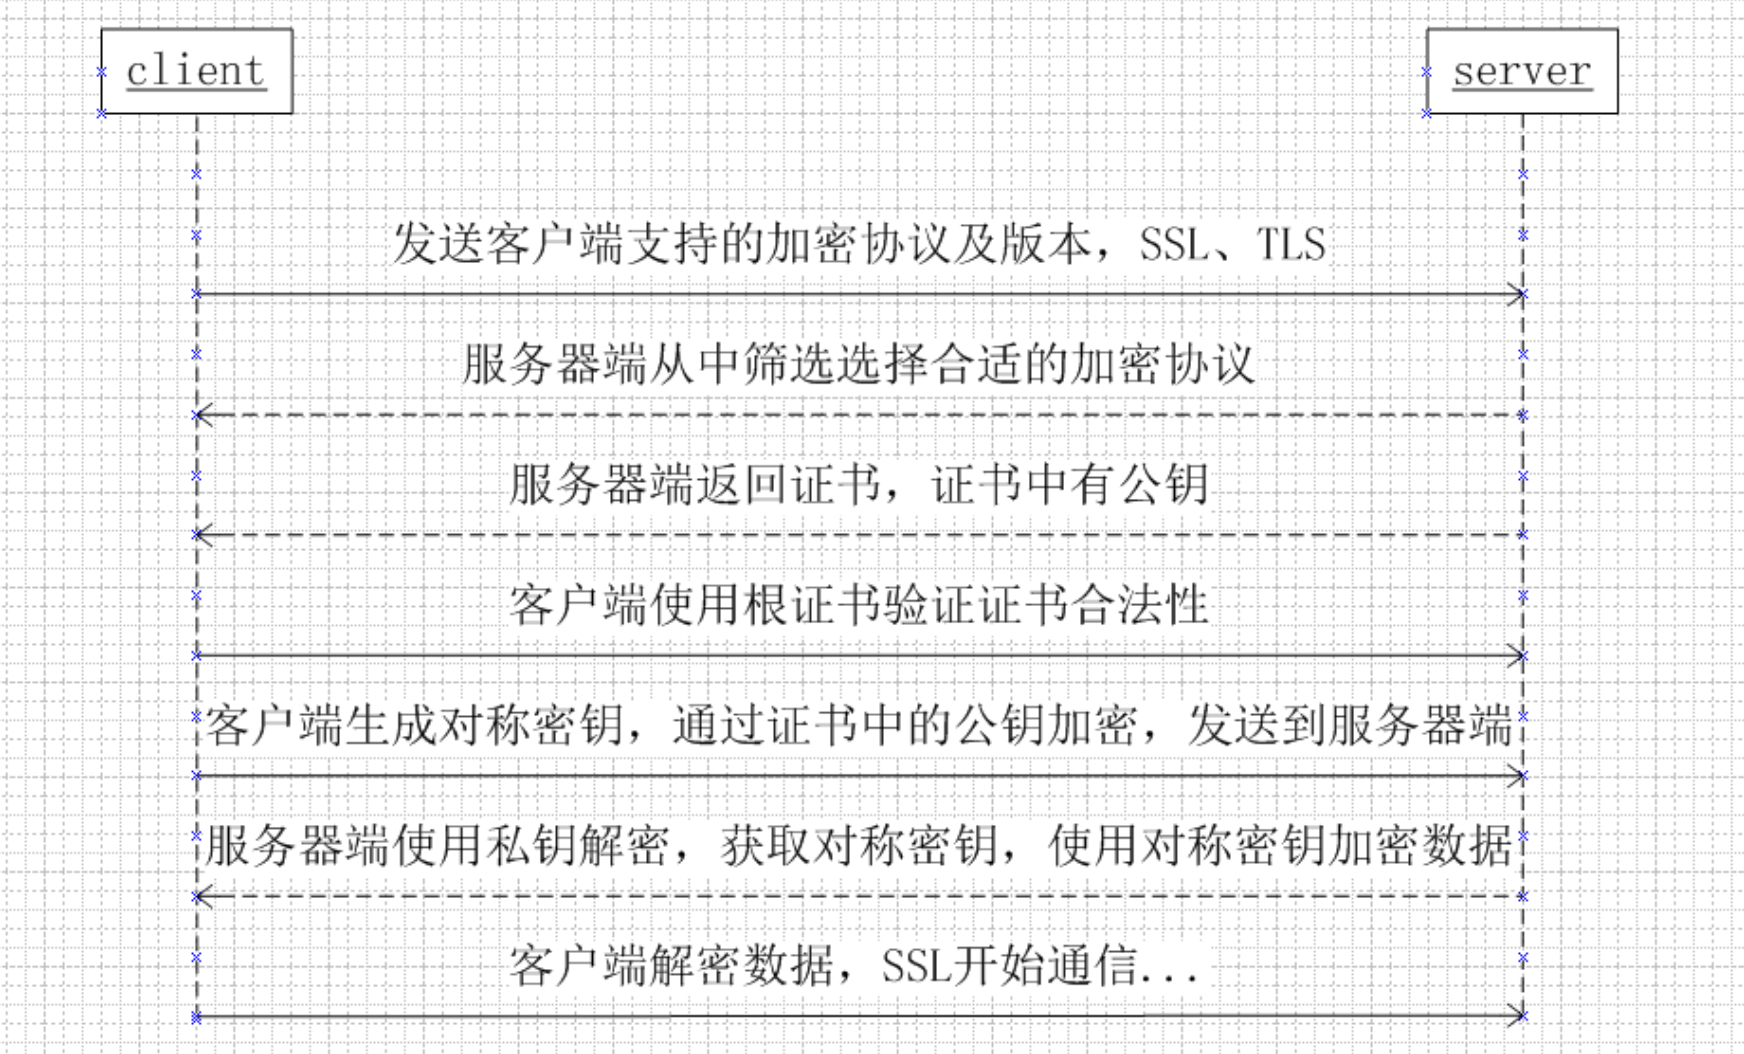 client
server
发送客户端支持的加密协议及版本，SSL、TLS
服务器端从中筛选选择合适的加密协议
服务器端返回证书，证书中有公钥
客户端使用根证书验证证书合法性
客户端生成对称密钥，通过证书中的公钥加密，发送到服务器端
服务器端使用私钥解密，获取对称密钥，使用对称密钥加密数据
客户端解密数据，SSL开始通信...